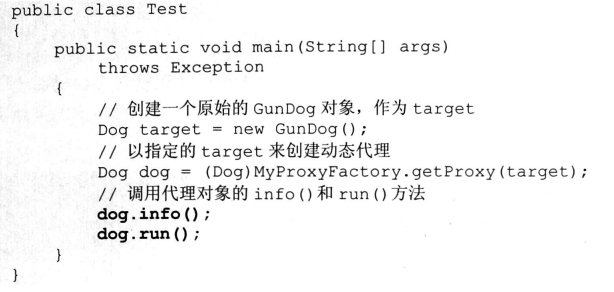 public class Test
{
    public static void main(String[] args)
        throws Exception
    {
        // 创建一个原始的 GunDog 对象，作为 target
        Dog target = new GunDog();
        // 以指定的 target 来创建动态代理
        Dog dog = (Dog)MyProxyFactory.getProxy(target);
        // 调用代理对象的 info()和 run()方法
        dog.info();
        dog.run();
    }
}